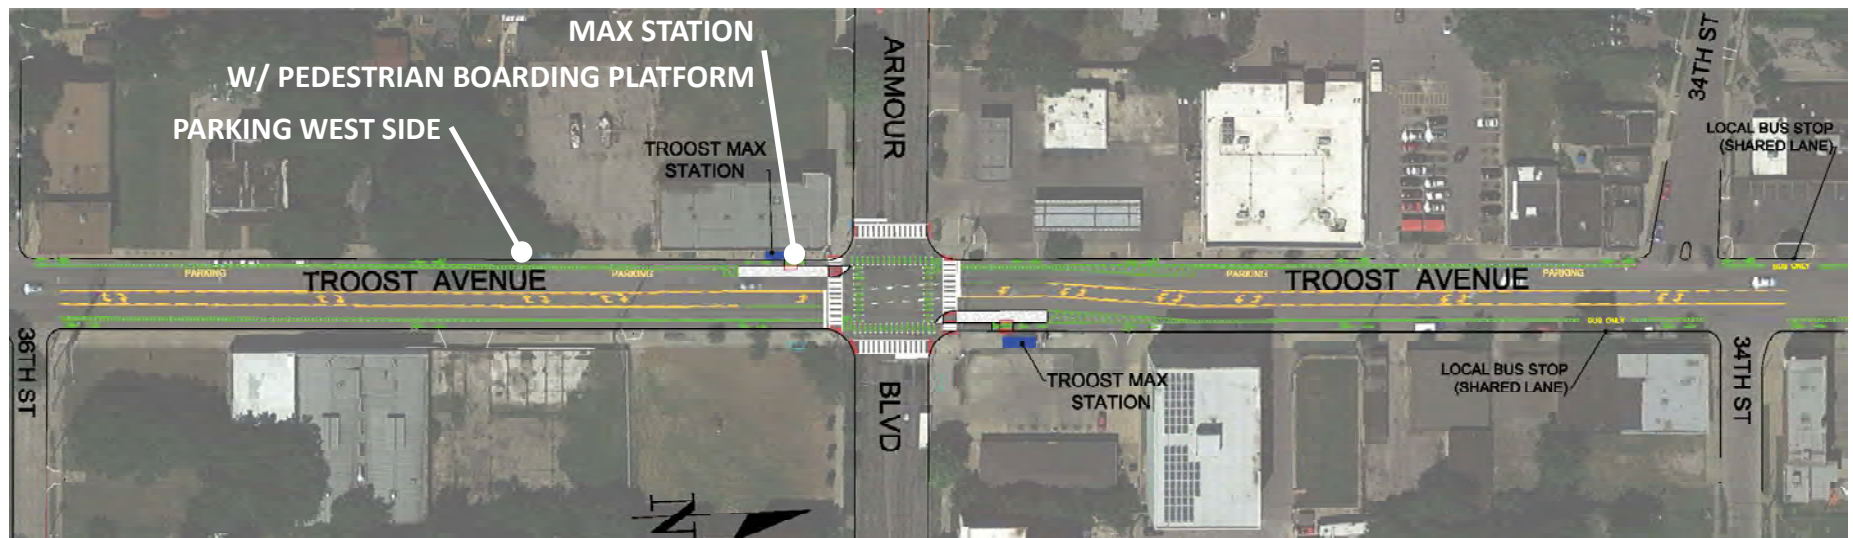 MAX STATION
W/ PEDESTRIAN BOARDING PLATFORM
PARKING WEST SIDE
TROOST MAX
STATION
ARMOUR
34TH ST
LOCAL BUS STOP
(SHARED LANE)
PARKING
TROOST AVENUE
PARKING
PARKING
TROOST AVENUE
PARKING
BUS ONLY
BUS ONLY
36TH ST
TROOST MAX
STATION
BLVD
LOCAL BUS STOP
(SHARED LANE)
34TH ST
N